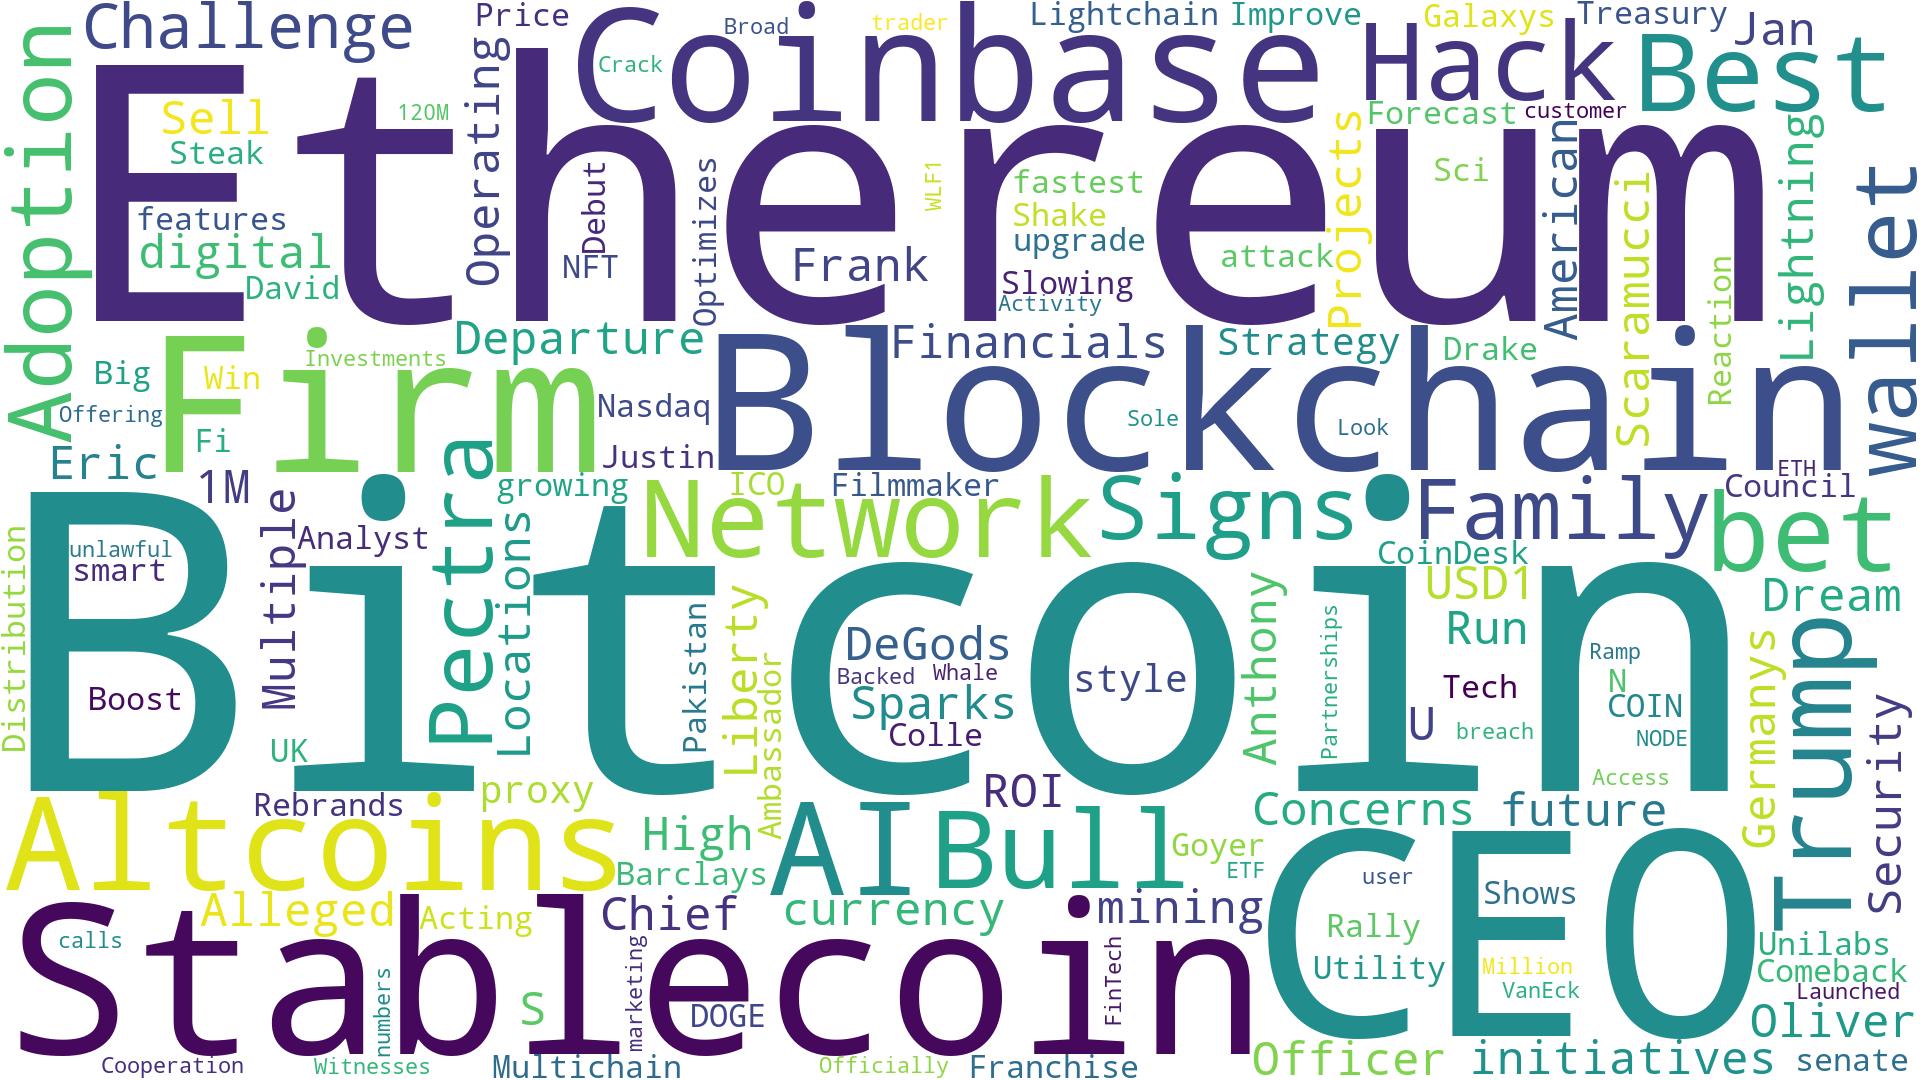 Challenge
Price
Coinbase
Broad
trader
Lightchain
Improve
Hack
Galaxys
Treasury
Jan
Best
Adoption
Ethereum
Crack
Operating
Sell
Steak
120M
features
digital
David
Debut
NFT
Optimizes
Frank
WLF1
fastest
Shake
upgrade
Slowing
Activity
attack
Projects
Forecast
customer
Sci
American
Scaramucci
Reaction
Lightning
wallet
Big
Offering
Firm
Win
Investments
Fi
Departure
Nasdaq
Justin
Blockchain
Financials
Strategy
Drake
Sole
Look
ETH
Eric
1M
Multiple
Analyst
Pectra
growing
Locations
ICO
Filmmaker
Network
Signs
Family
Council
CoinDesk
bet
Bitcoin
Distribution
unlawful
smart
Boost
UK
Pakistan
Liberty
Ambassador
DeGods
Backed
Whale
Sparks
Colle
style
Anthony
Partnerships
USD1
Run
Tech
U
breach
Ramp
N
COIN
NODE
Access
Dream
Germanys
Trump
Security
Rebrands
proxy
Altcoins
High
Barclays
AI
ROI
Bull
Goyer
ETF
Concerns
future
CEO
user
Shows
Rally
Utility
Million
VanEck
Alleged
Acting
Chief
currency
mining
Stablecoin
calls
numbers
S
marketing
DOGE
FinTech
Unilabs
Comeback
Launched
Oliver
Cooperation
Witnesses
Multichain
Officially
Franchise
Officer
initiatives
senate